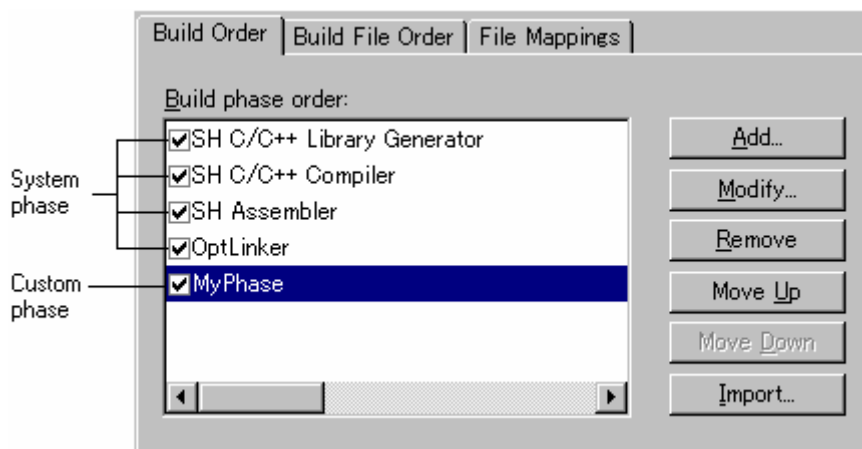 Build Order
Build File Order
File Mappings
Build phase order:
System
phase
SH C/C++ Library Generator
SH C/C++ Compiler
SH Assembler
OptLinker
Custom
phase
MyPhase
Add...
Modify...
Remove
Move Up
Move Down
Import...